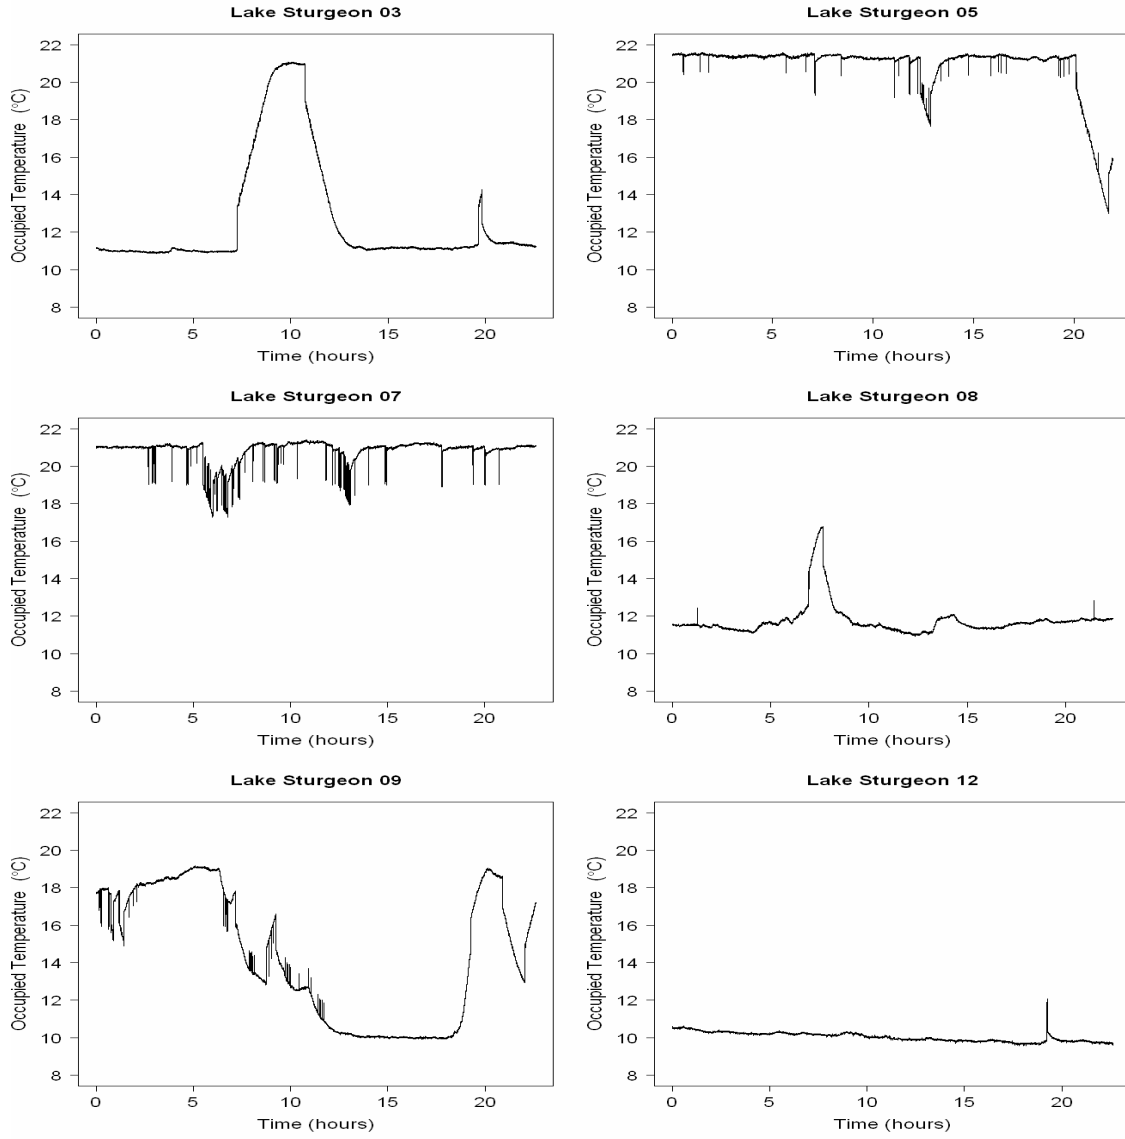 Lake Sturgeon 03
Occupied Temperature (°C)
22
20
18
16
14
12
10
8
0 5 10 15 20
Time (hours)
Lake Sturgeon 05
Occupied Temperature (°C)
22
20
18
16
14
12
10
8
0 5 10 15 20
Time (hours)
Lake Sturgeon 07
Occupied Temperature (°C)
22
20
18
16
14
12
10
8
0 5 10 15 20
Time (hours)
Lake Sturgeon 08
Occupied Temperature (°C)
22
20
18
16
14
12
10
8
0 5 10 15 20
Time (hours)
Lake Sturgeon 09
Occupied Temperature (°C)
22
20
18
16
14
12
10
8
0 5 10 15 20
Time (hours)
Lake Sturgeon 12
Occupied Temperature (°C)
22
20
18
16
14
12
10
8
0 5 10 15 20
Time (hours)